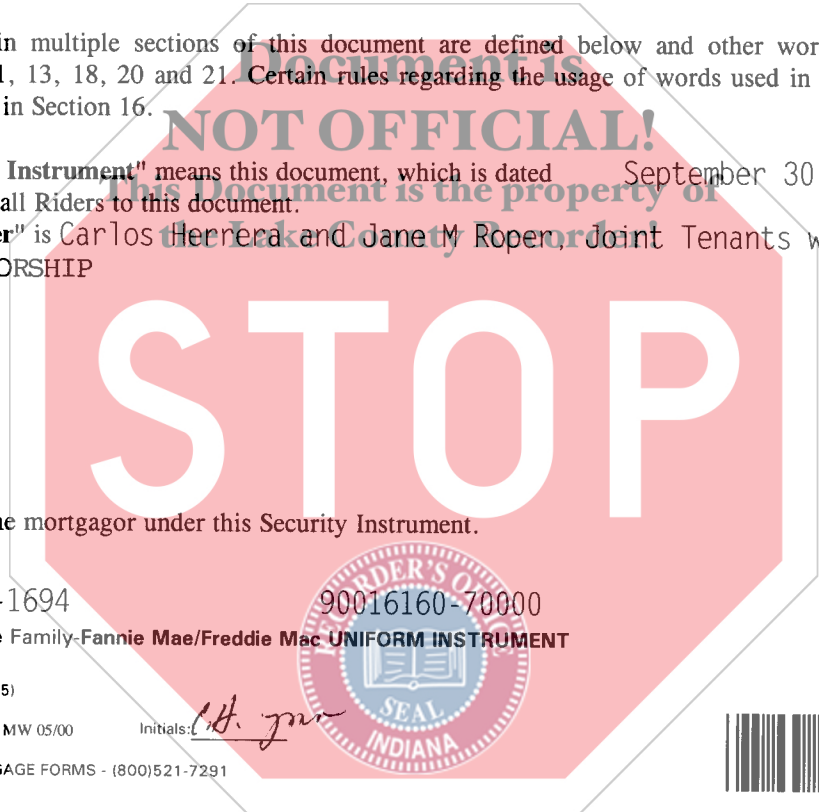 in multiple sections of this document are defined below and other wor
1, 13, 18, 20 and 21. Certain rules regarding the usage of words used in
in Section 16.
Document is
NOT OFFICIAL!
This Document is the property of
the Lake County Recorder!
Instrument" means this document, which is dated September 30
all Riders to this document.
er" is Carlos Herrera and Jane M Roper, Joint Tenants w
ORSHIP
STOP
ne mortgagor under this Security Instrument.
-1694 90016160-70000
e Family-Fannie Mae/Freddie Mac UNIFORM INSTRUMENT
5)
MW 05/00 Initials: C.H. jmr
GAGE FORMS - (800)521-7291
RECORDER'S OFFICE
SEAL
INDIANA